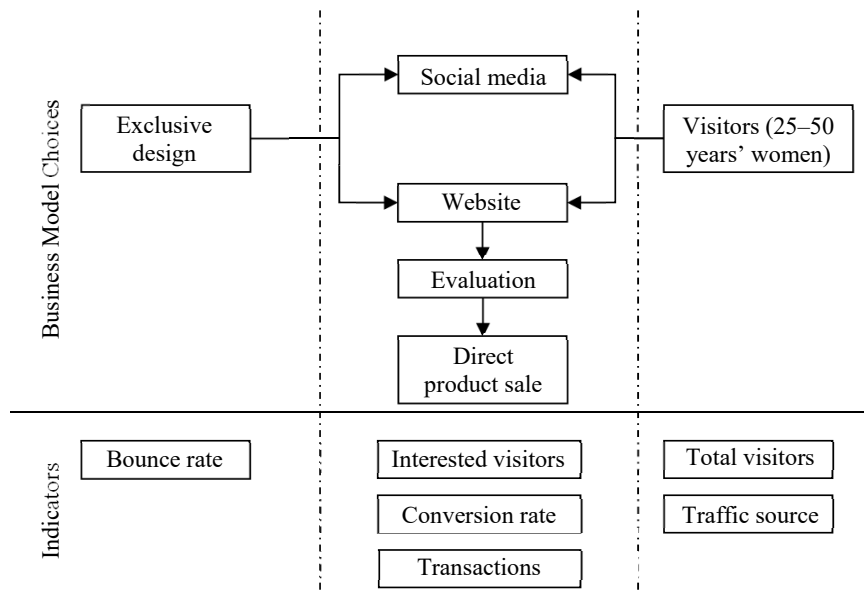 Business Model Choices
Exclusive
design
Social media
Website
Evaluation
Direct
product sale
Visitors (25–50
years’ women)
Indicators
Bounce rate
Interested visitors
Conversion rate
Transactions
Total visitors
Traffic source